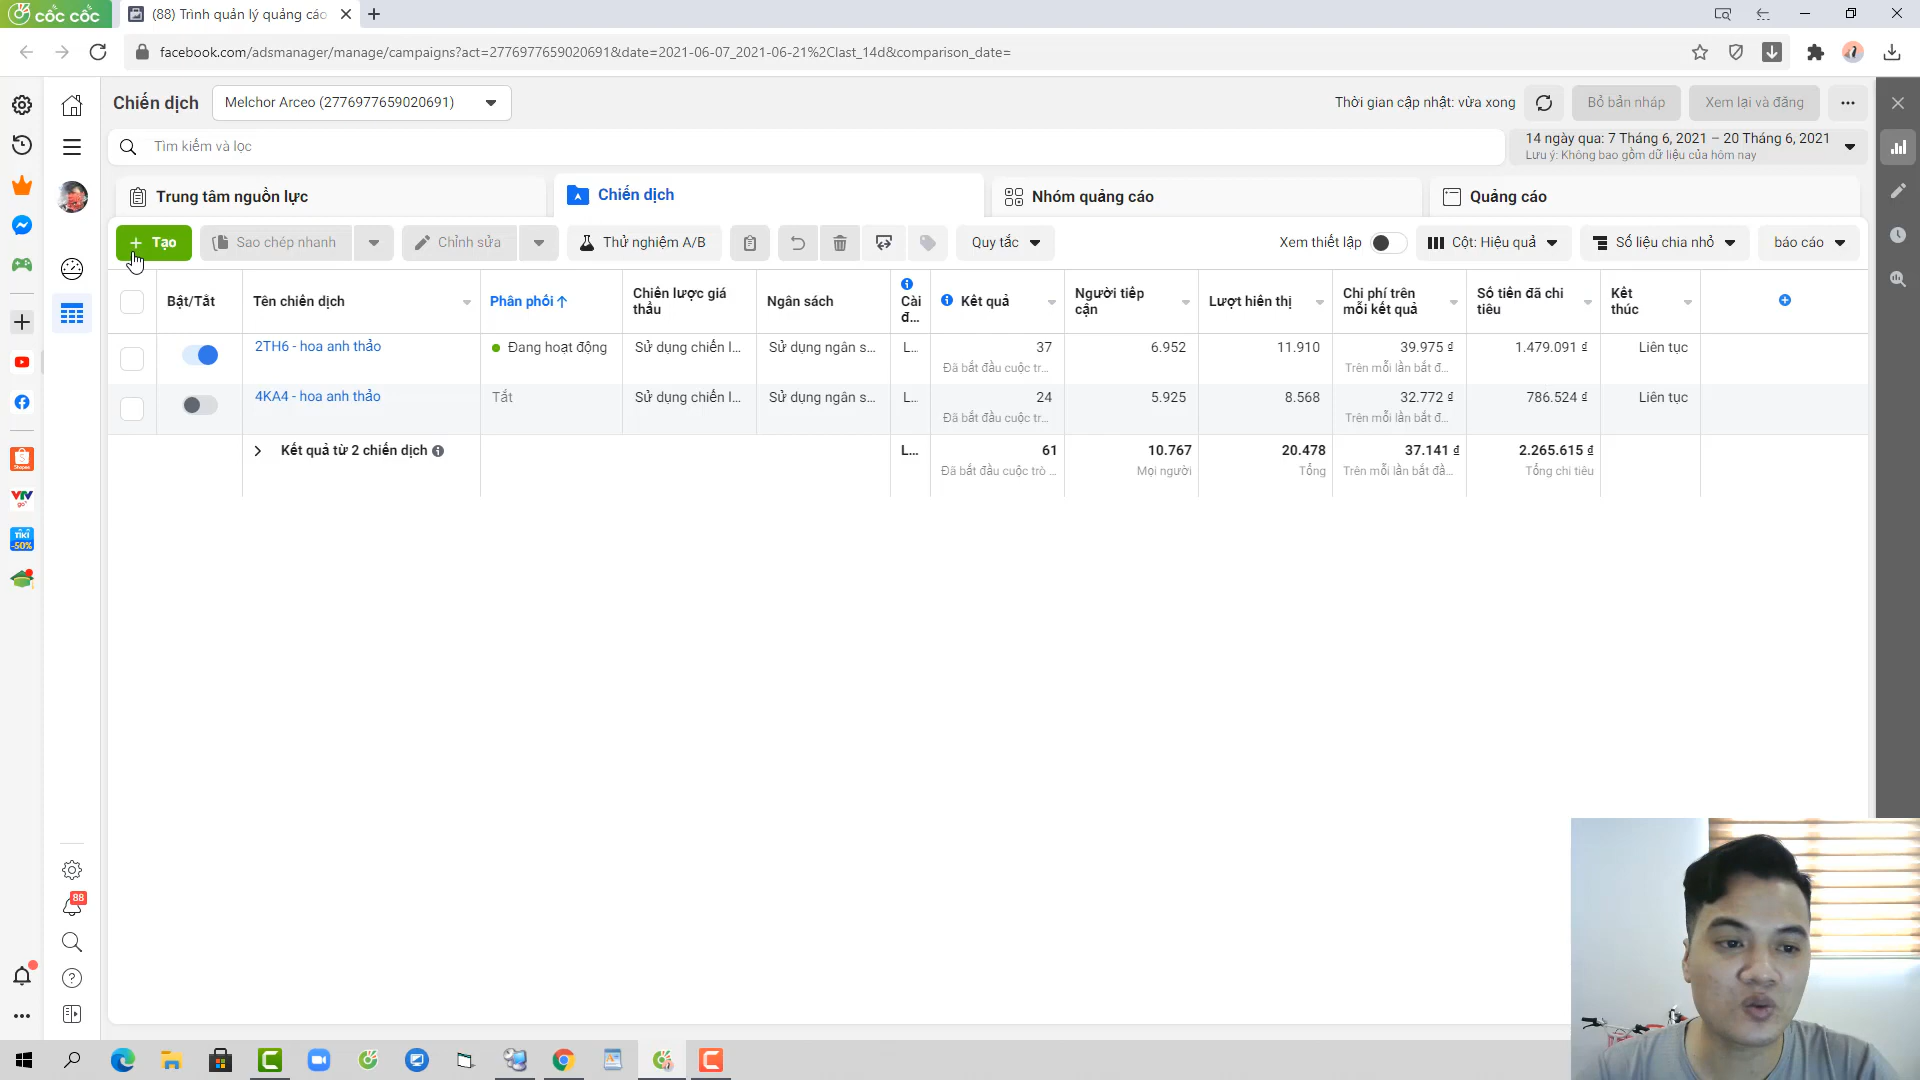 cốc cốc
(88) Trình quản lý quảng cáo
facebook.com/adsmanager/manage/campaigns?act=2776977659020691&date=2021-06-07_2021-06-21%2Clast_14d&comparison_date=
Chiến dịch
Melchor Arceo (2776977659020691)
Thời gian cập nhật: vừa xong
Bỏ bản nháp
Xem lại và đăng
Tìm kiếm và lọc
14 ngày qua: 7 Tháng 6, 2021 – 20 Tháng 6, 2021
Lưu ý: Không bao gồm dữ liệu của hôm nay
Trung tâm nguồn lực
Chiến dịch
Nhóm quảng cáo
Quảng cáo
+ Tạo
Sao chép nhanh
Chỉnh sửa
Thử nghiệm A/B
Quy tắc
Xem thiết lập
Cột: Hiệu quả
Số liệu chia nhỏ
báo cáo
Bật/Tắt
Tên chiến dịch
Phân phối↑
Chiến lược giá thầu
Ngân sách
Cài đ...
Kết quả
Người tiếp cận
Lượt hiển thị
Chi phí trên mỗi kết quả
Số tiền đã chi tiêu
Kết thúc
2TH6 - hoa anh thảo
Đang hoạt động
Sử dụng chiến l...
Sử dụng ngân s...
L...
37
Đã bắt đầu cuộc tr...
6.952
11.910
39.975 ₫
Trên mỗi lần bắt đ...
1.479.091 ₫
Liên tục
4KA4 - hoa anh thảo
Tắt
Sử dụng chiến l...
Sử dụng ngân s...
L...
24
Đã bắt đầu cuộc tr...
5.925
8.568
32.772 ₫
Trên mỗi lần bắt đ...
786.524 ₫
Liên tục
Kết quả từ 2 chiến dịch
L...
61
Đã bắt đầu cuộc trò ...
10.767
Mọi người
20.478
Tổng
37.141 ₫
Trên mỗi lần bắt đầ...
2.265.615 ₫
Tổng chi tiêu
Shopee
VTV
go
TIKI
-50%
88